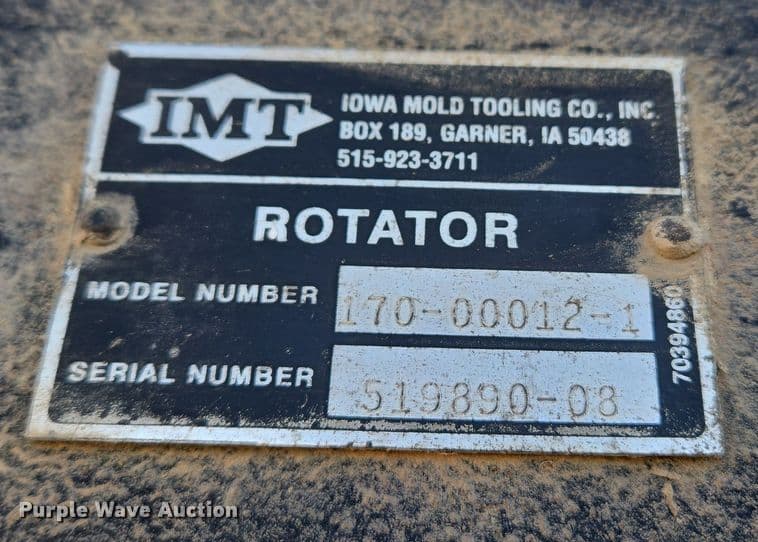 IMT
IOWA MOLD TOOLING CO., INC.
BOX 189, GARNER, IA 50438
515-923-3711
ROTATOR
MODEL NUMBER 170-00012-1
SERIAL NUMBER 519890-08
70394860
Purple Wave Auction